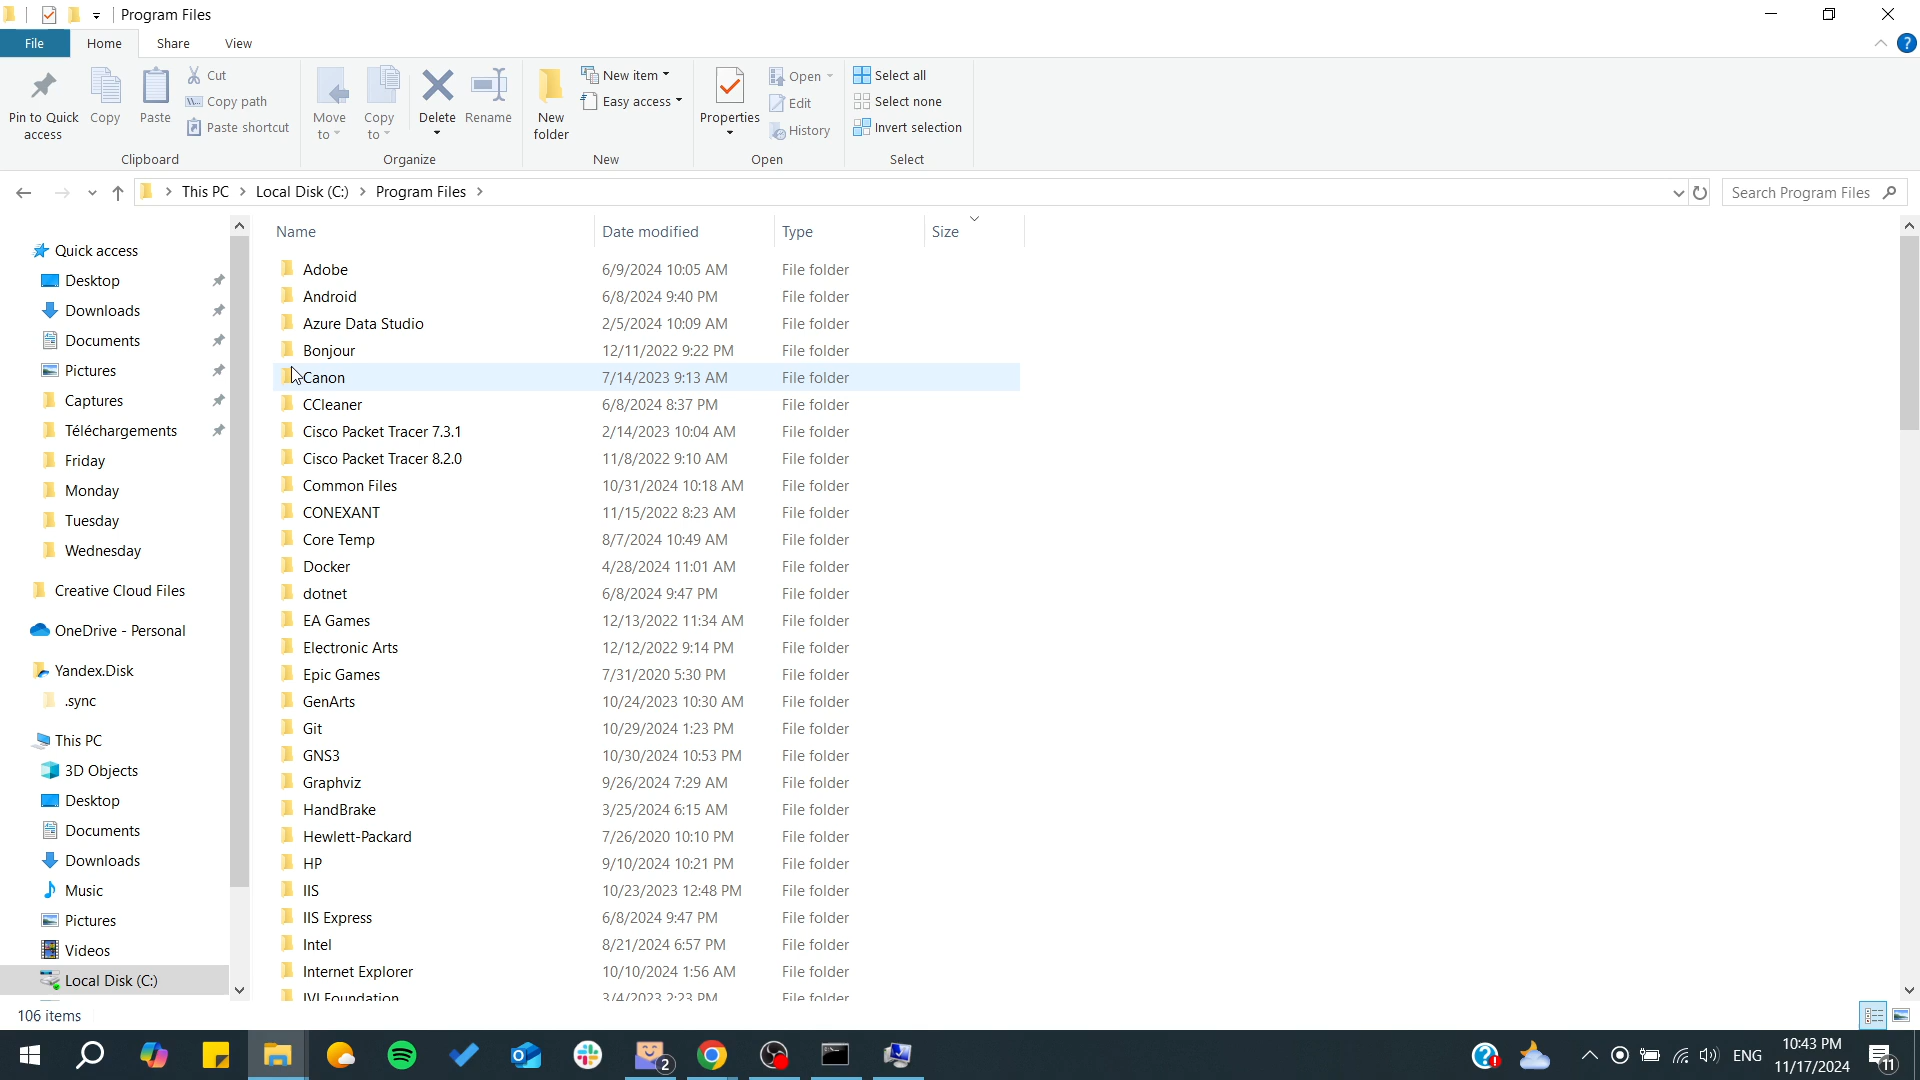 Program Files
File
Home
Share
View
Pin to Quick access
Copy
Paste
Cut
Copy path
Paste shortcut
Clipboard
Move to
Copy to
Delete
Rename
Organize
New folder
New item
Easy access
New
Properties
Open
Edit
History
Open
Select all
Select none
Invert selection
Select
This PC > Local Disk (C:) > Program Files >
Search Program Files
Quick access
Desktop
Downloads
Documents
Pictures
Captures
Téléchargements
Friday
Monday
Tuesday
Wednesday
Creative Cloud Files
OneDrive - Personal
Yandex.Disk
.sync
This PC
3D Objects
Desktop
Documents
Downloads
Music
Pictures
Videos
Local Disk (C:)
Name Date modified Type Size
Adobe 6/9/2024 10:05 AM File folder
Android 6/8/2024 9:40 PM File folder
Azure Data Studio 2/5/2024 10:09 AM File folder
Bonjour 12/11/2022 9:22 PM File folder
Canon 7/14/2023 9:13 AM File folder
CCleaner 6/8/2024 8:37 PM File folder
Cisco Packet Tracer 7.3.1 2/14/2023 10:04 AM File folder
Cisco Packet Tracer 8.2.0 11/8/2022 9:10 AM File folder
Common Files 10/31/2024 10:18 AM File folder
CONEXANT 11/15/2022 8:23 AM File folder
Core Temp 8/7/2024 10:49 AM File folder
Docker 4/28/2024 11:01 AM File folder
dotnet 6/8/2024 9:47 PM File folder
EA Games 12/13/2022 11:34 AM File folder
Electronic Arts 12/12/2022 9:14 PM File folder
Epic Games 7/31/2020 5:30 PM File folder
GenArts 10/24/2023 10:30 AM File folder
Git 10/29/2024 1:23 PM File folder
GNS3 10/30/2024 10:53 PM File folder
Graphviz 9/26/2024 7:29 AM File folder
HandBrake 3/25/2024 6:15 AM File folder
Hewlett-Packard 7/26/2020 10:10 PM File folder
HP 9/10/2024 10:21 PM File folder
IIS 10/23/2023 12:48 PM File folder
IIS Express 6/8/2024 9:47 PM File folder
Intel 8/21/2024 6:57 PM File folder
Internet Explorer 10/10/2024 1:56 AM File folder
IVI Foundation 3/4/2023 2:23 PM File folder
106 items
2
ENG
10:43 PM
11/17/2024
11